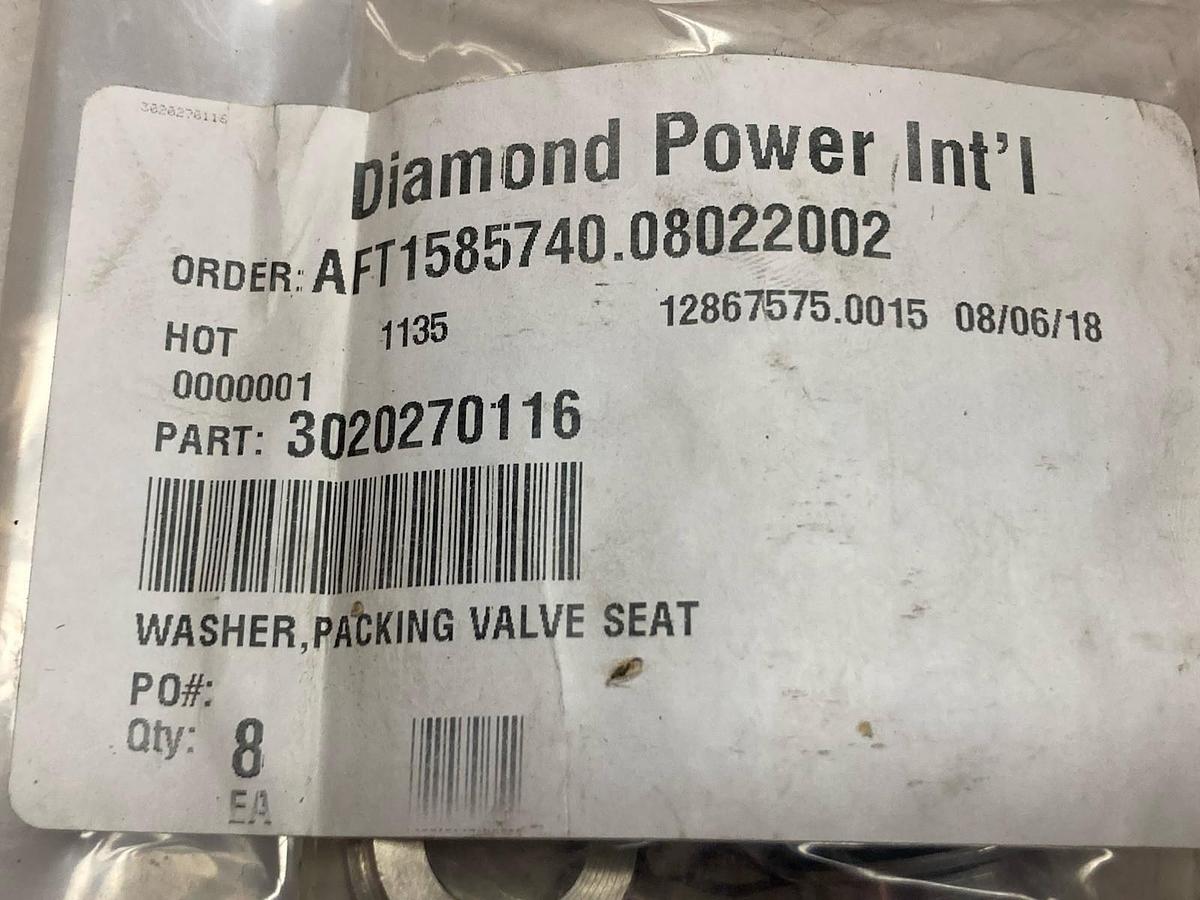 3020270116
Diamond Power Int'l
ORDER: AFT1585740.08022002
HOT 1135 12867575.0015 08/06/18
0000001
PART: 3020270116
WASHER,PACKING VALVE SEAT
PO#:
Qty: 8
EA